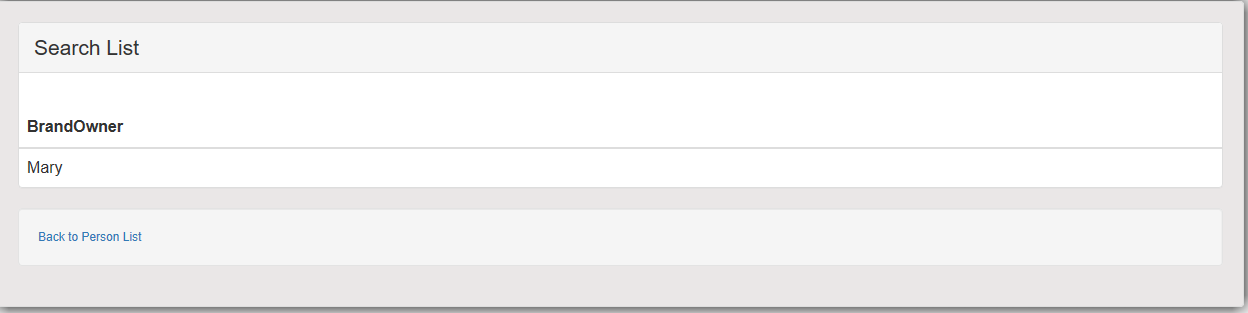 Search List
BrandOwner
Mary
Back to Person List